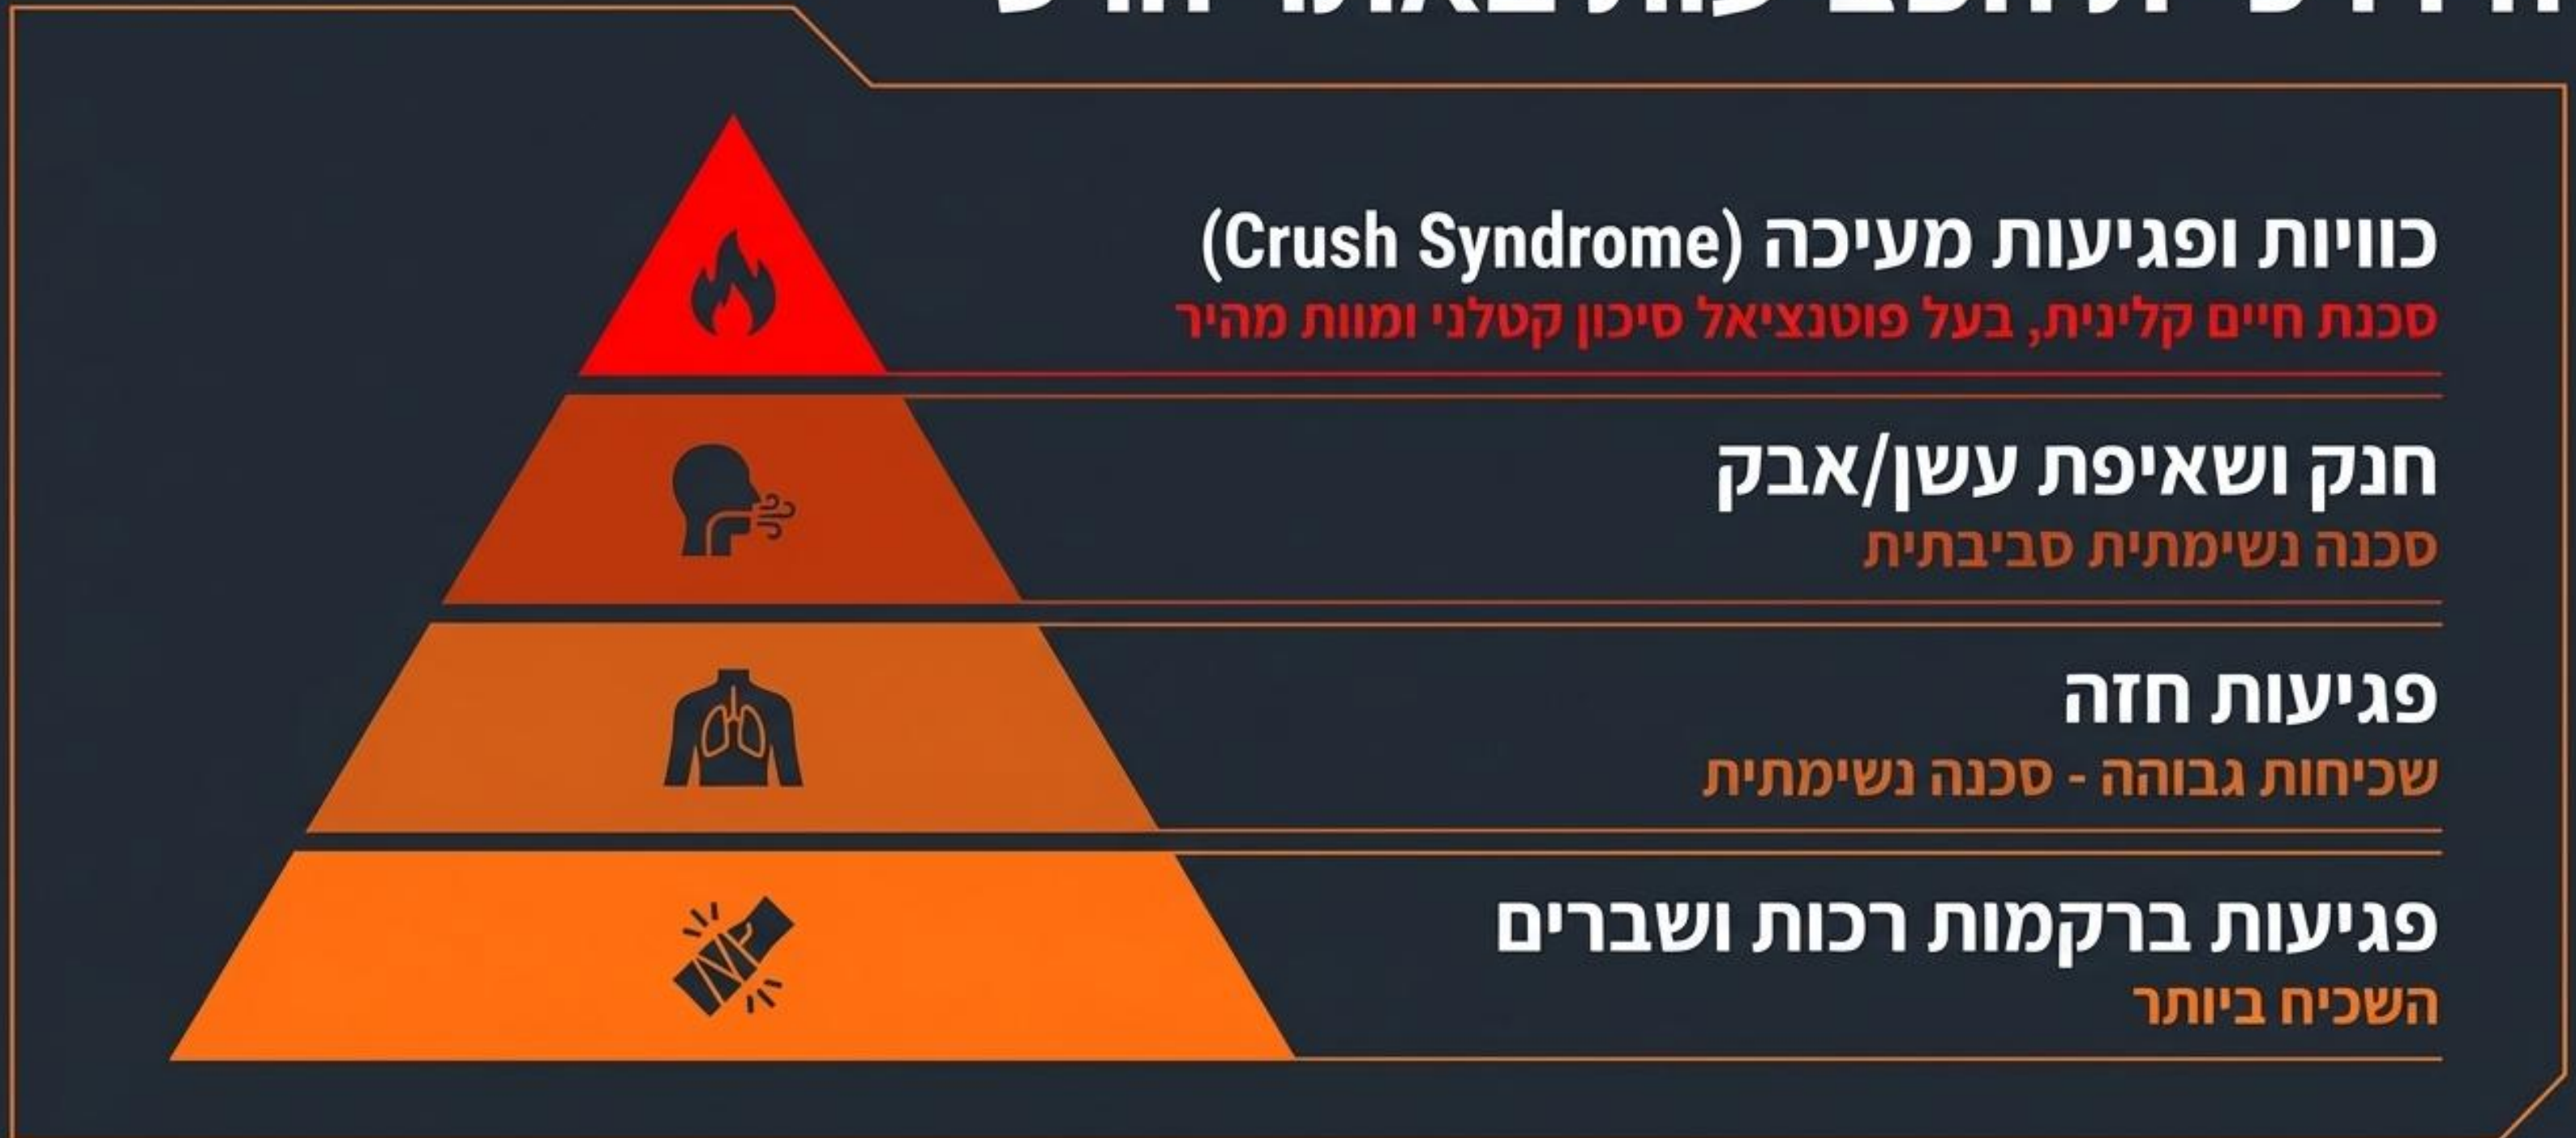 כוויות ופגיעות מעיכה (Crush Syndrome)
סכנת חיים קלינית, בעל פוטנציאל סיכון קטלני ומוות מהיר
חנק ושאיפת עשן/אבק
סכנה נשימתית סביבתית
פגיעות חזה
שכיחות גבוהה - סכנה נשימתית
פגיעות ברקמות רכות ושברים
השכיח ביותר